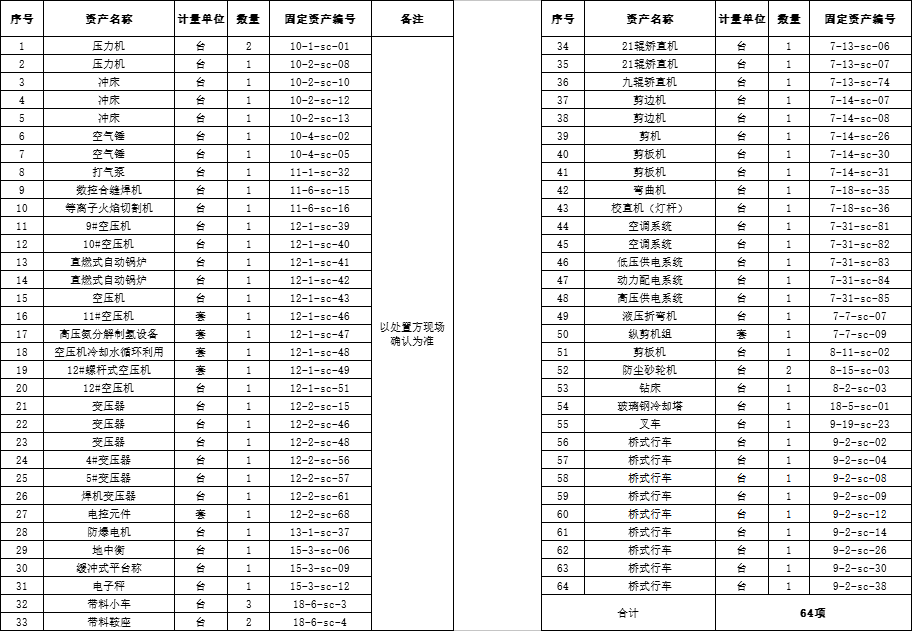 序号 资产名称 计量单位 数量 固定资产编号 备注
1 压力机 台 2 10-1-sc-01
2 压力机 台 1 10-2-sc-08
3 冲床 台 1 10-2-sc-10
4 冲床 台 1 10-2-sc-12
5 冲床 台 1 10-2-sc-13
6 空气锤 台 1 10-4-sc-02
7 空气锤 台 1 10-4-sc-05
8 打气泵 台 1 11-1-sc-32
9 数控合缝焊机 台 1 11-6-sc-15
10 等离子火焰切割机 台 1 11-6-sc-16
11 9#空压机 台 1 12-1-sc-39
12 10#空压机 台 1 12-1-sc-40
13 直燃式自动锅炉 台 1 12-1-sc-41
14 直燃式自动锅炉 台 1 12-1-sc-42
15 空压机 台 1 12-1-sc-43
16 11#空压机 套 1 12-1-sc-46
17 高压氨分解制氢设备 套 1 12-1-sc-47
18 空压机冷却水循环利用 套 1 12-1-sc-48
19 12#螺杆式空压机 套 1 12-1-sc-49
20 12#空压机 台 1 12-1-sc-51
21 变压器 台 1 12-2-sc-15
22 变压器 台 1 12-2-sc-46
23 变压器 台 1 12-2-sc-48
24 4#变压器 台 1 12-2-sc-56
25 5#变压器 台 1 12-2-sc-57
26 焊机变压器 台 1 12-2-sc-61
27 电控元件 套 1 12-2-sc-68
28 防爆电机 台 1 13-1-sc-37
29 地中衡 台 1 15-3-sc-06
30 缓冲式平台称 台 1 15-3-sc-09
31 电子秤 台 1 15-3-sc-12
32 带料小车 台 3 18-6-sc-3
33 带料鞍座 台 2 18-6-sc-4
以处置方现场
确认为准
序号 资产名称 计量单位 数量 固定资产编号
34 21辊矫直机 台 1 7-13-sc-06
35 21辊矫直机 台 1 7-13-sc-07
36 九辊轿直机 台 1 7-13-sc-74
37 剪边机 台 1 7-14-sc-07
38 剪边机 台 1 7-14-sc-08
39 剪机 台 1 7-14-sc-26
40 剪板机 台 1 7-14-sc-30
41 剪板机 台 1 7-14-sc-31
42 弯曲机 台 1 7-18-sc-35
43 校直机（灯杆） 台 1 7-18-sc-36
44 空调系统 台 1 7-31-sc-81
45 空调系统 台 1 7-31-sc-82
46 低压供电系统 台 1 7-31-sc-83
47 动力配电系统 台 1 7-31-sc-84
48 高压供电系统 台 1 7-31-sc-85
49 液压折弯机 台 1 7-7-sc-07
50 纵剪机组 套 1 7-7-sc-09
51 剪板机 台 1 8-11-sc-02
52 防尘砂轮机 台 2 8-15-sc-03
53 钻床 台 1 8-2-sc-03
54 玻璃钢冷却塔 台 1 18-5-sc-01
55 叉车 台 1 9-19-sc-23
56 桥式行车 台 1 9-2-sc-02
57 桥式行车 台 1 9-2-sc-04
58 桥式行车 台 1 9-2-sc-08
59 桥式行车 台 1 9-2-sc-09
60 桥式行车 台 1 9-2-sc-12
61 桥式行车 台 1 9-2-sc-14
62 桥式行车 台 1 9-2-sc-26
63 桥式行车 台 1 9-2-sc-30
64 桥式行车 台 1 9-2-sc-38
合计 64项